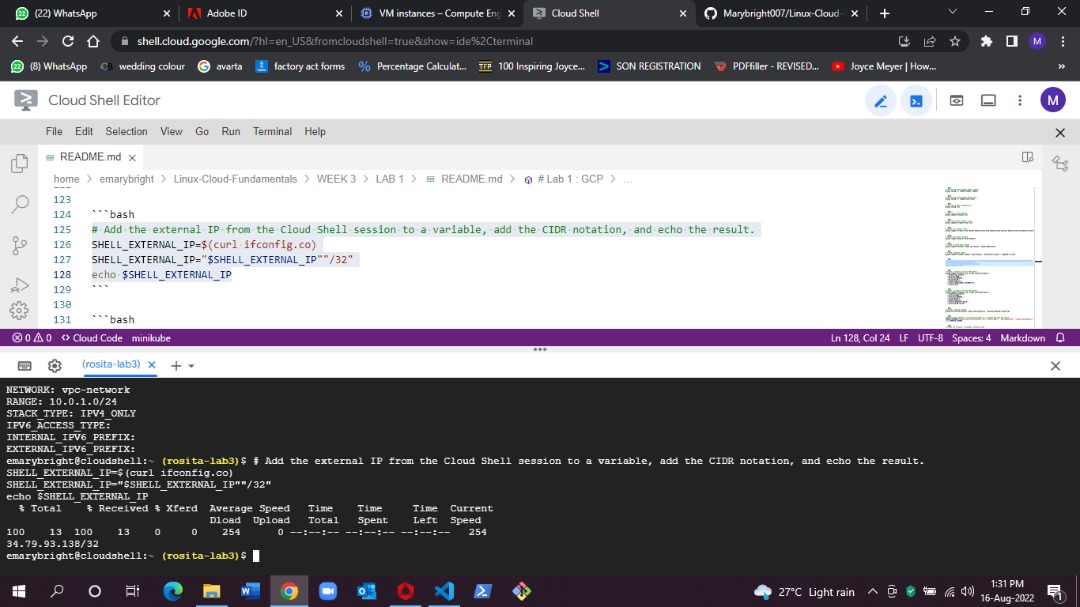 (22) WhatsApp
Adobe ID
VM instances – Compute Eng
Cloud Shell
Marybright007/Linux-Cloud-
shell.cloud.google.com/?hl=en_US&fromcloudshell=true&show=ide%2Cterminal
M
(8) WhatsApp
wedding colour
avarta
factory act forms
Percentage Calculat...
100 Inspiring Joyce...
SON REGISTRATION
PDFfiller - REVISED...
Joyce Meyer | How...
»
Cloud Shell Editor
M
File Edit Selection View Go Run Terminal Help
README.md
home > emarybright > Linux-Cloud-Fundamentals > WEEK 3 > LAB 1 > README.md > # Lab 1 : GCP > ...
123
124 ```bash
125 # Add the external IP from the Cloud Shell session to a variable, add the CIDR notation, and echo the result.
126 SHELL_EXTERNAL_IP=$(curl ifconfig.co)
127 SHELL_EXTERNAL_IP="$SHELL_EXTERNAL_IP""/32"
128 echo $SHELL_EXTERNAL_IP
129 ```
130
131 ```bash
0 0 Cloud Code minikube
Ln 128, Col 24 LF UTF-8 Spaces: 4 Markdown
(rosita-lab3)
NETWORK: vpc-network
RANGE: 10.0.1.0/24
STACK_TYPE: IPV4_ONLY
IPV6_ACCESS_TYPE:
INTERNAL_IPV6_PREFIX:
EXTERNAL_IPV6_PREFIX:
emarybright@cloudshell:~ (rosita-lab3)$ # Add the external IP from the Cloud Shell session to a variable, add the CIDR notation, and echo the result.
SHELL_EXTERNAL_IP=$(curl ifconfig.co)
SHELL_EXTERNAL_IP="$SHELL_EXTERNAL_IP""/32"
echo $SHELL_EXTERNAL_IP
% Total % Received % Xferd Average Speed Time Time Time Current
Dload Upload Total Spent Left Speed
100 13 100 13 0 0 254 0 --:--:-- --:--:-- --:--:-- 254
34.79.93.138/32
emarybright@cloudshell:~ (rosita-lab3)$
27°C Light rain
1:31 PM
16-Aug-2022
1